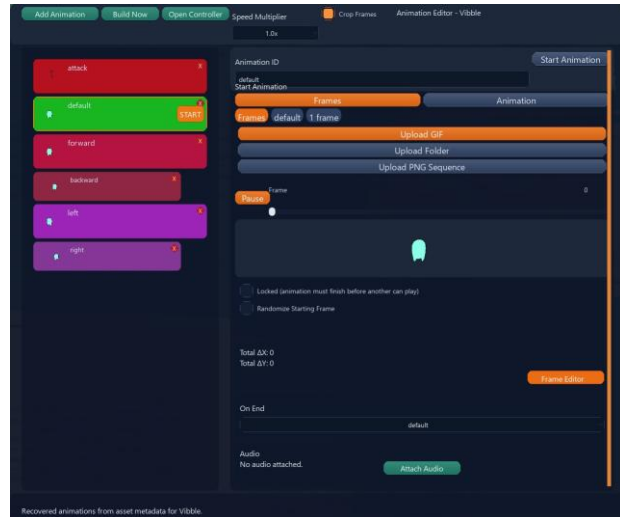 Add Animation Build Now Open Controller Speed Multiplier Crop Frames Animation Editor - Vibble
1.0x
attack X
default X
START
forward X
backward X
left X
right X
Animation ID Start Animation
default
Start Animation
Frames Animation
Frames default 1 frame
Upload GIF
Upload Folder
Upload PNG Sequence
Frame 0
Pause
Locked (animation must finish before another can play)
Randomize Starting Frame
Total ΔX: 0
Total ΔY: 0
Frame Editor
On End
default
Audio
No audio attached.
Attach Audio
Recovered animations from asset metadata for Vibble.